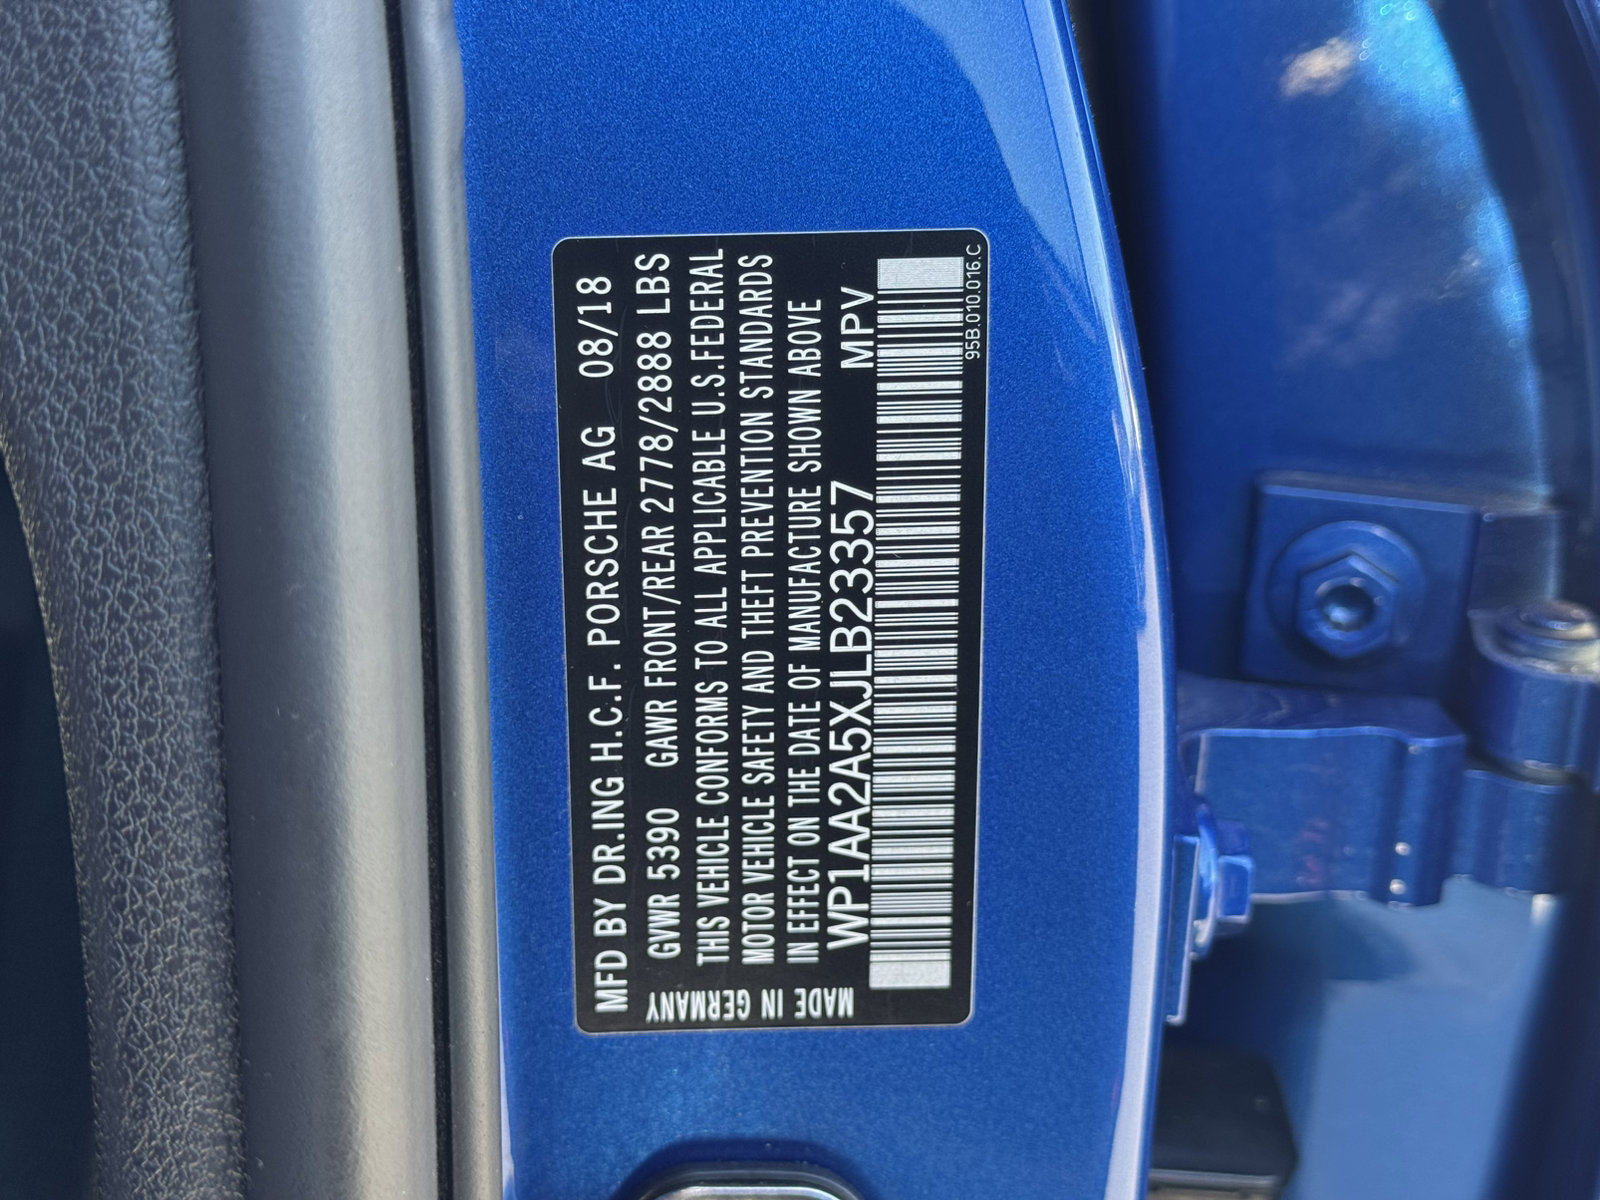 MFD BY DR.ING H.C.F. PORSCHE AG 08/18
GVWR 5390 GAWR FRONT/REAR 2778/2888 LBS
THIS VEHICLE CONFORMS TO ALL APPLICABLE U.S.FEDERAL
MOTOR VEHICLE SAFETY AND THEFT PREVENTION STANDARDS
IN EFFECT ON THE DATE OF MANUFACTURE SHOWN ABOVE
WP1AA2A5XJLB23357 MPV
95B.010.016.C
MADE IN GERMANY